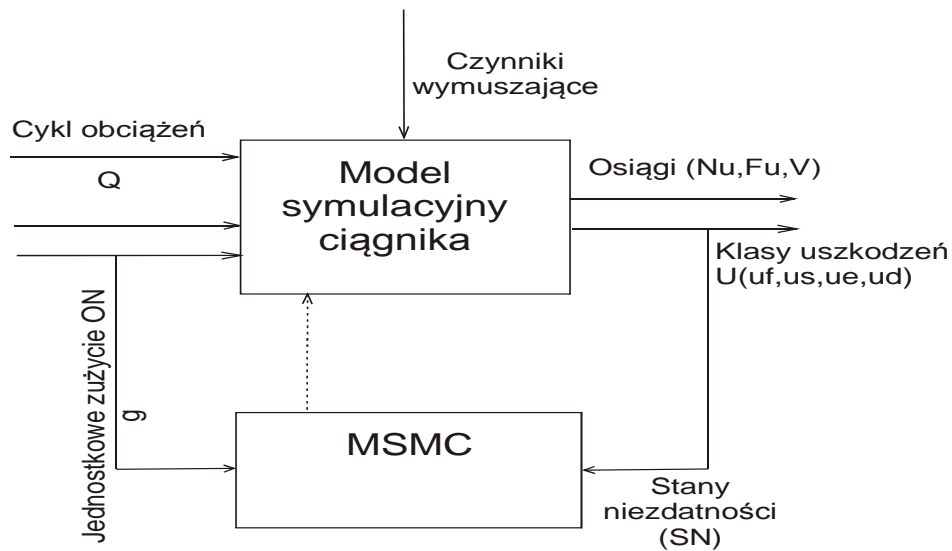 Czynniki
wymuszające
Cykl obciążeń
Q
Model
symulacyjny
ciągnika
Osiągi (Nu,Fu,V)
Klasy uszkodzeń
U(uf,us,ue,ud)
Jednostkowe zużycie ON
g
MSMC
Stany
niezdatności
(SN)